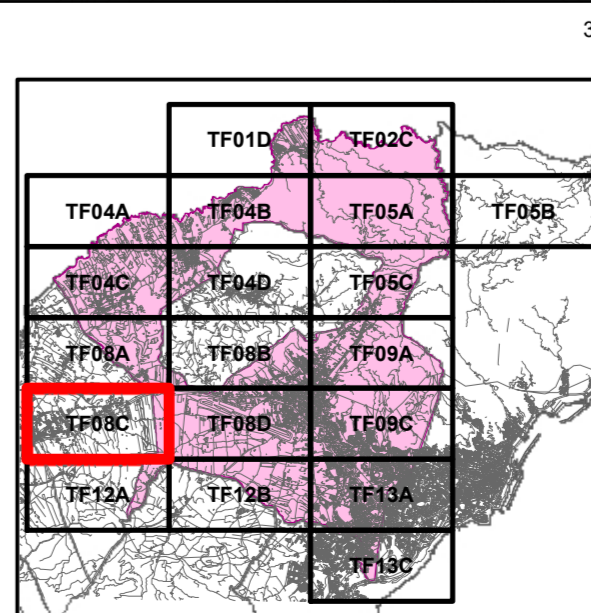 3
TF01D TF02C
TF04A TF04B TF05A TF05B
TF04C TF04D TF05C
TF08A TF08B TF09A
TF08C TF08D TF09C
TF12A TF12B TF13A
TF13C